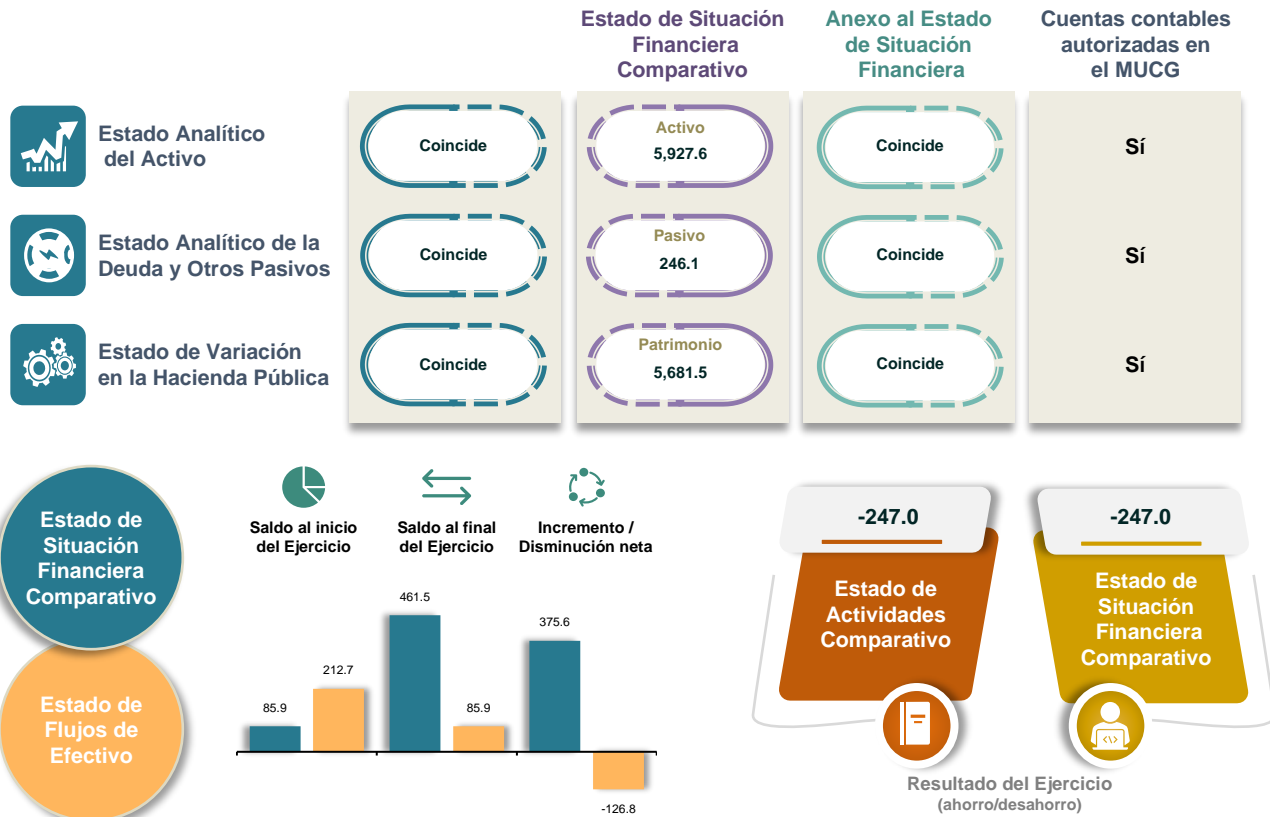 Estado de Situación
Financiera
Comparativo
Anexo al Estado
de Situación
Financiera
Cuentas contables
autorizadas en
el MUCG
Estado Analítico
del Activo
Coincide
Activo
5,927.6
Coincide
Sí
Estado Analítico de la
Deuda y Otros Pasivos
Coincide
Pasivo
246.1
Coincide
Sí
Estado de Variación
en la Hacienda Pública
Coincide
Patrimonio
5,681.5
Coincide
Sí
Estado de
Situación
Financiera
Comparativo
Estado de
Flujos de
Efectivo
Saldo al inicio
del Ejercicio
Saldo al final
del Ejercicio
Incremento /
Disminución neta
85.9
212.7
461.5
85.9
375.6
-126.8
-247.0
Estado de
Actividades
Comparativo
-247.0
Estado de
Situación
Financiera
Comparativo
Resultado del Ejercicio
(ahorro/desahorro)